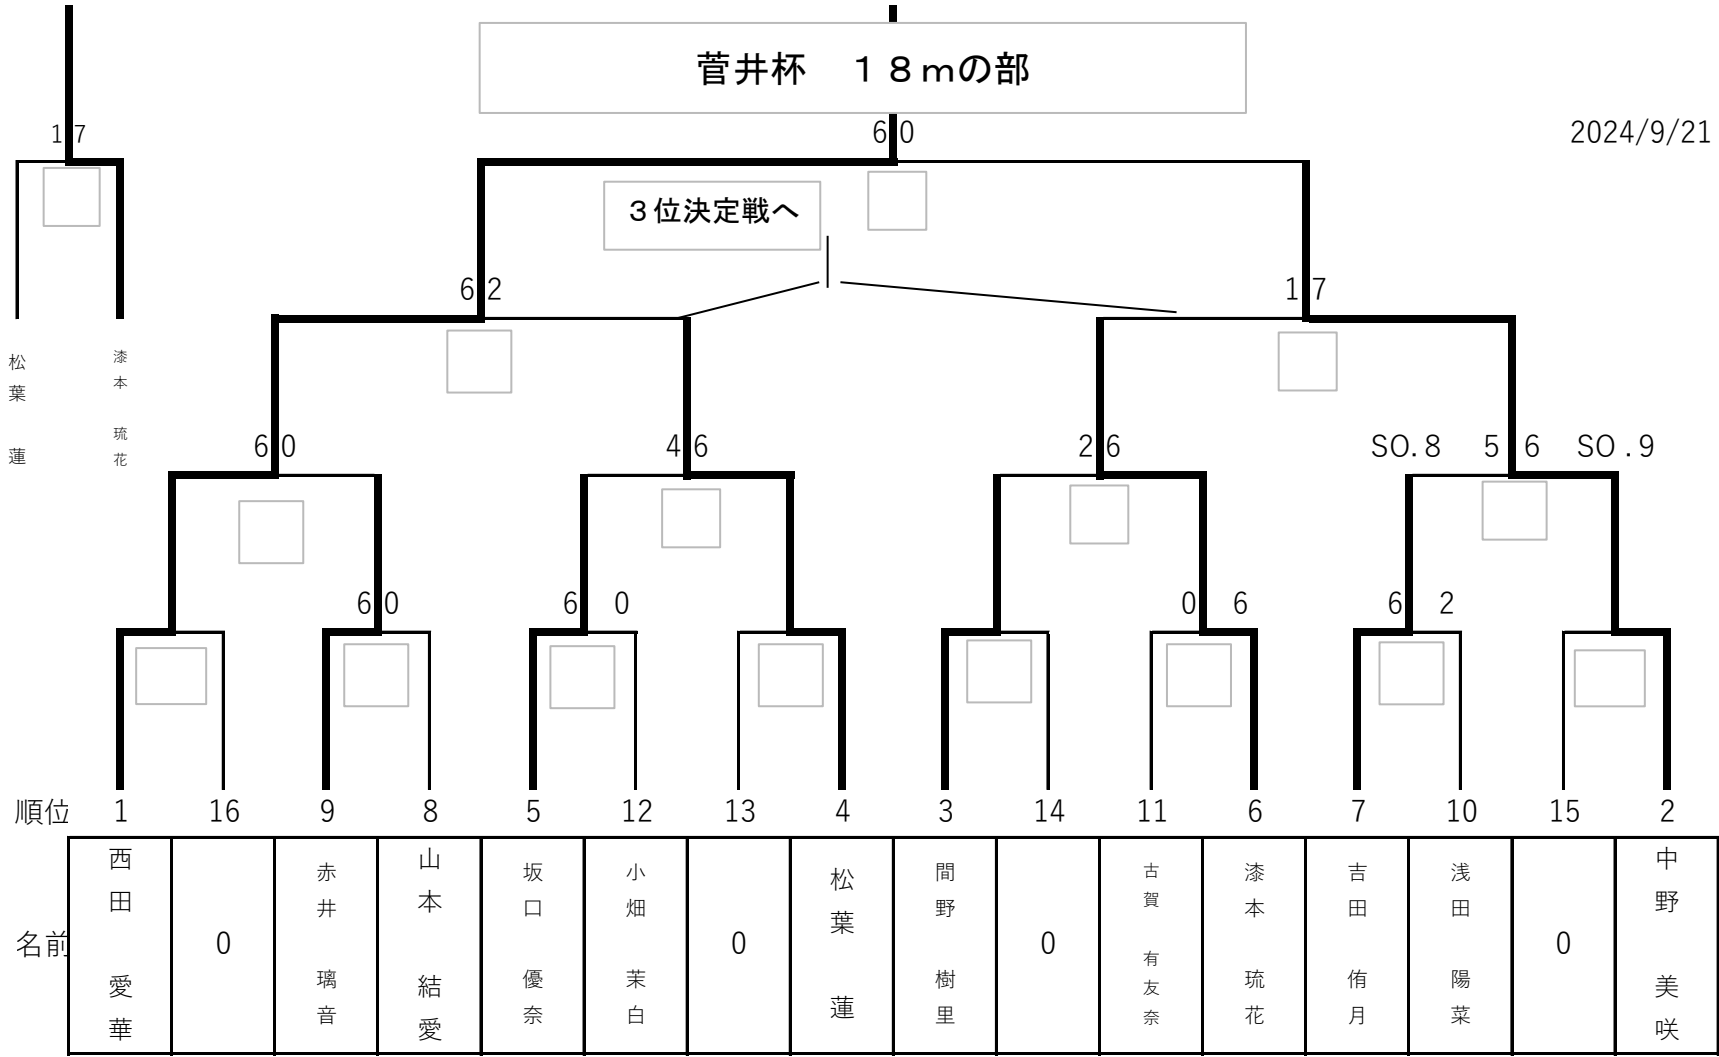 菅井杯　１８ｍの部
2024/9/21
1 7
6 0
３位決定戦へ
6 2
1 7
松葉　蓮
漆本　琉花
6 0
4 6
2 6
SO.8 5 6 SO.9
6 0
6 0
0 6
6 2
順位 1 16 9 8 5 12 13 4 3 14 11 6 7 10 15 2
名前
西田　愛華
0
赤井　璃音
山本　結愛
坂口　優奈
小畑　茉白
0
松葉　蓮
間野　樹里
0
古賀　有友奈
漆本　琉花
吉田　侑月
浅田　陽菜
0
中野　美咲